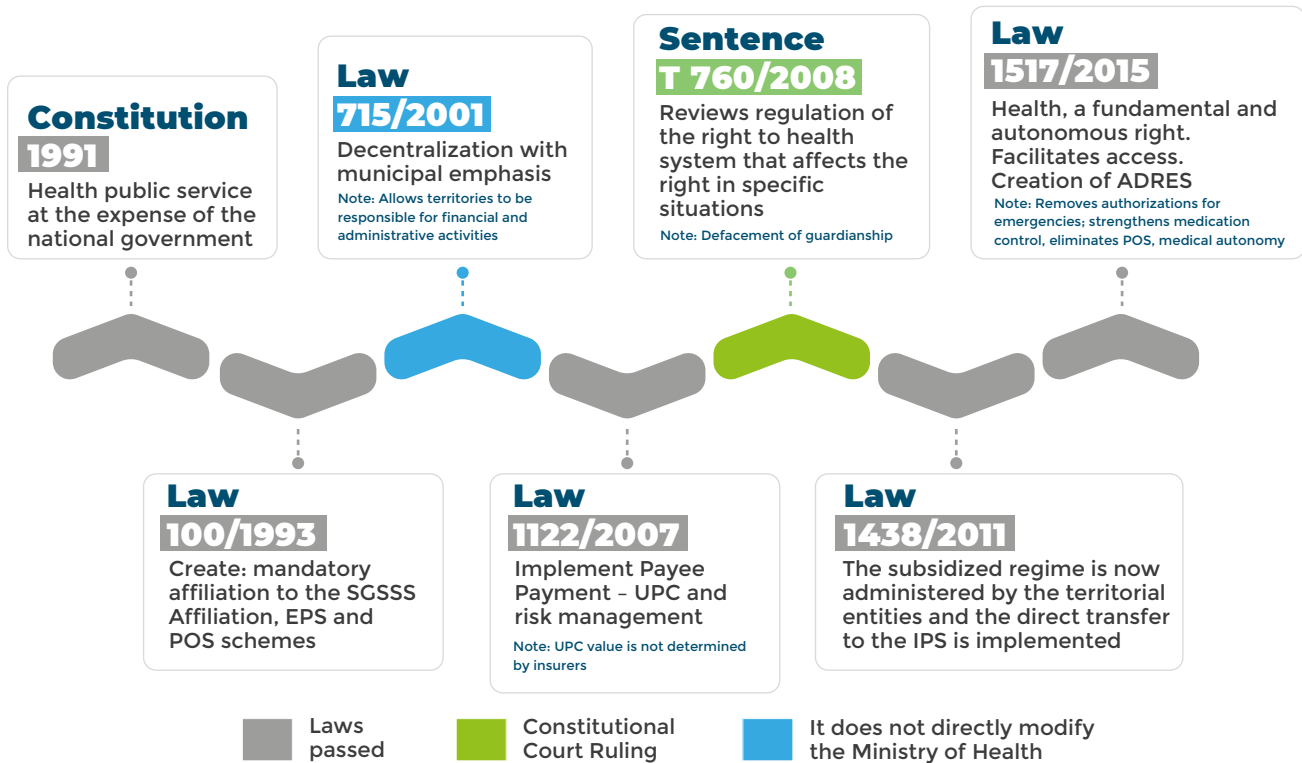 Constitution
1991
Health public service
at the expense of the
national government
Law
715/2001
Decentralization with
municipal emphasis
Note: Allows territories to be
responsible for financial and
administrative activities
Sentence
T 760/2008
Reviews regulation of
the right to health
system that affects the
right in specific
situations
Note: Defacement of guardianship
Law
1517/2015
Health, a fundamental and
autonomous right.
Facilitates access.
Creation of ADRES
Note: Removes authorizations for
emergencies; strengthens medication
control, eliminates POS, medical autonomy
Law
100/1993
Create: mandatory
affiliation to the SGSSS
Affiliation, EPS and
POS schemes
Law
1122/2007
Implement Payee
Payment – UPC and
risk management
Note: UPC value is not determined
by insurers
Law
1438/2011
The subsidized regime is now
administered by the territorial
entities and the direct transfer
to the IPS is implemented
Laws
passed
Constitutional
Court Ruling
It does not directly modify
the Ministry of Health